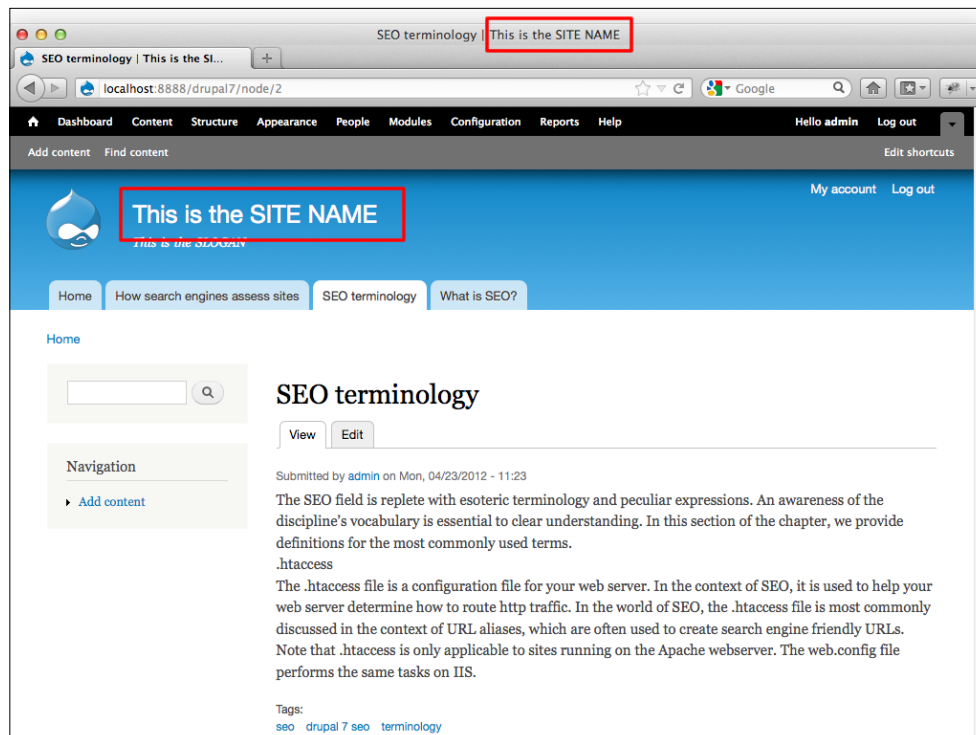 SEO terminology | This is the SITE NAME
SEO terminology | This is the SI...
localhost:8888/drupal7/node/2
Google
Dashboard Content Structure Appearance People Modules Configuration Reports Help Hello admin Log out
Add content Find content Edit shortcuts
My account Log out
This is the SITE NAME
This is the SLOGAN
Home How search engines assess sites SEO terminology What is SEO?
Home
SEO terminology
View Edit
Navigation
Add content
Submitted by admin on Mon, 04/23/2012 - 11:23
The SEO field is replete with esoteric terminology and peculiar expressions. An awareness of the
discipline's vocabulary is essential to clear understanding. In this section of the chapter, we provide
definitions for the most commonly used terms.
.htaccess
The .htaccess file is a configuration file for your web server. In the context of SEO, it is used to help your
web server determine how to route http traffic. In the world of SEO, the .htaccess file is most commonly
discussed in the context of URL aliases, which are often used to create search engine friendly URLs.
Note that .htaccess is only applicable to sites running on the Apache webserver. The web.config file
performs the same tasks on IIS.
Tags:
seo drupal 7 seo terminology